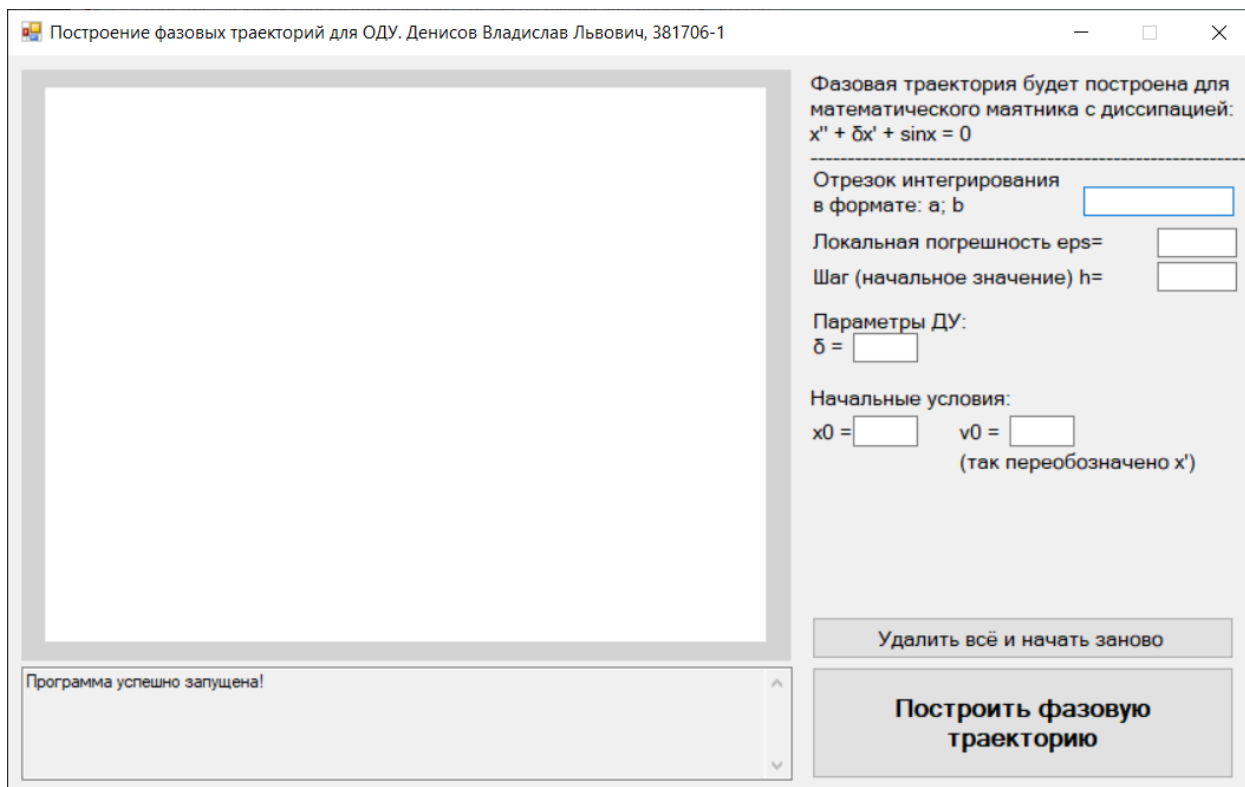 Построение фазовых траекторий для ОДУ. Денисов Владислав Львович, 381706-1
Фазовая траектория будет построена для
математического маятника с диссипацией:
x'' + δx' + sinx = 0
Отрезок интегрирования
в формате: a; b
Локальная погрешность eps=
Шаг (начальное значение) h=
Параметры ДУ:
δ =
Начальные условия:
x0 = v0 =
(так переобозначено x')
Удалить всё и начать заново
Программа успешно запущена!
Построить фазовую
траекторию